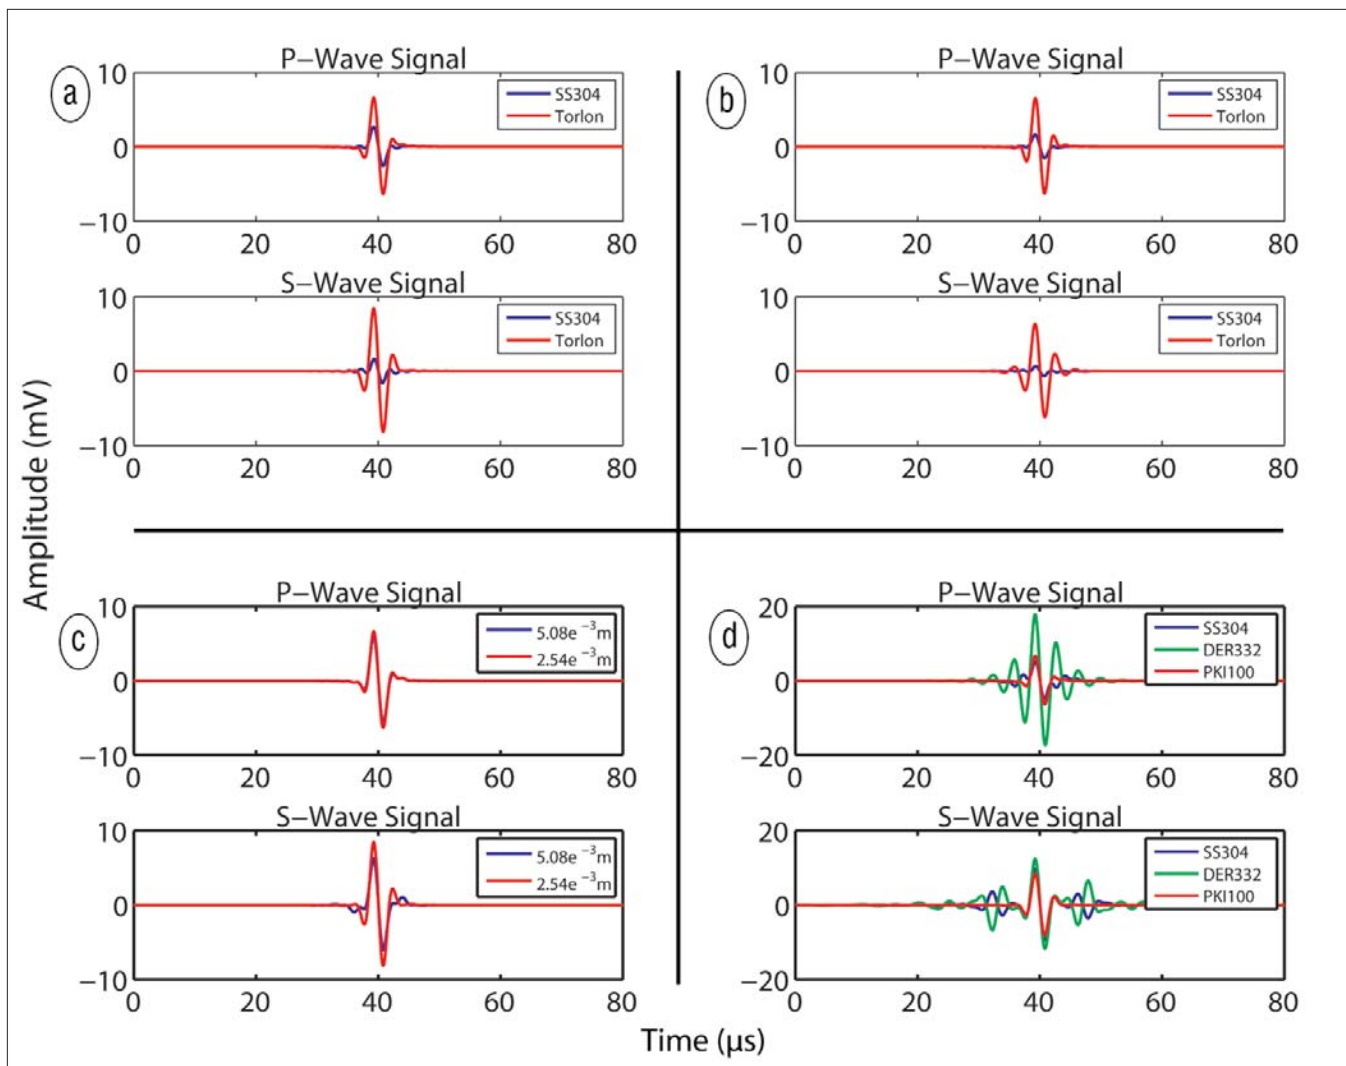 a
P−Wave Signal
10
0
−10
0 20 40 60 80
SS304
Torlon
S−Wave Signal
10
0
−10
0 20 40 60 80
SS304
Torlon
b
P−Wave Signal
10
0
−10
0 20 40 60 80
SS304
Torlon
S−Wave Signal
10
0
−10
0 20 40 60 80
SS304
Torlon
Amplitude (mV)
c
P−Wave Signal
10
0
−10
0 20 40 60 80
5.08e −3m
2.54e −3m
S−Wave Signal
10
0
−10
0 20 40 60 80
5.08e −3m
2.54e −3m
d
P−Wave Signal
20
0
−20
0 20 40 60 80
SS304
DER332
PKI100
S−Wave Signal
20
0
−20
0 20 40 60 80
SS304
DER332
PKI100
Time (µs)